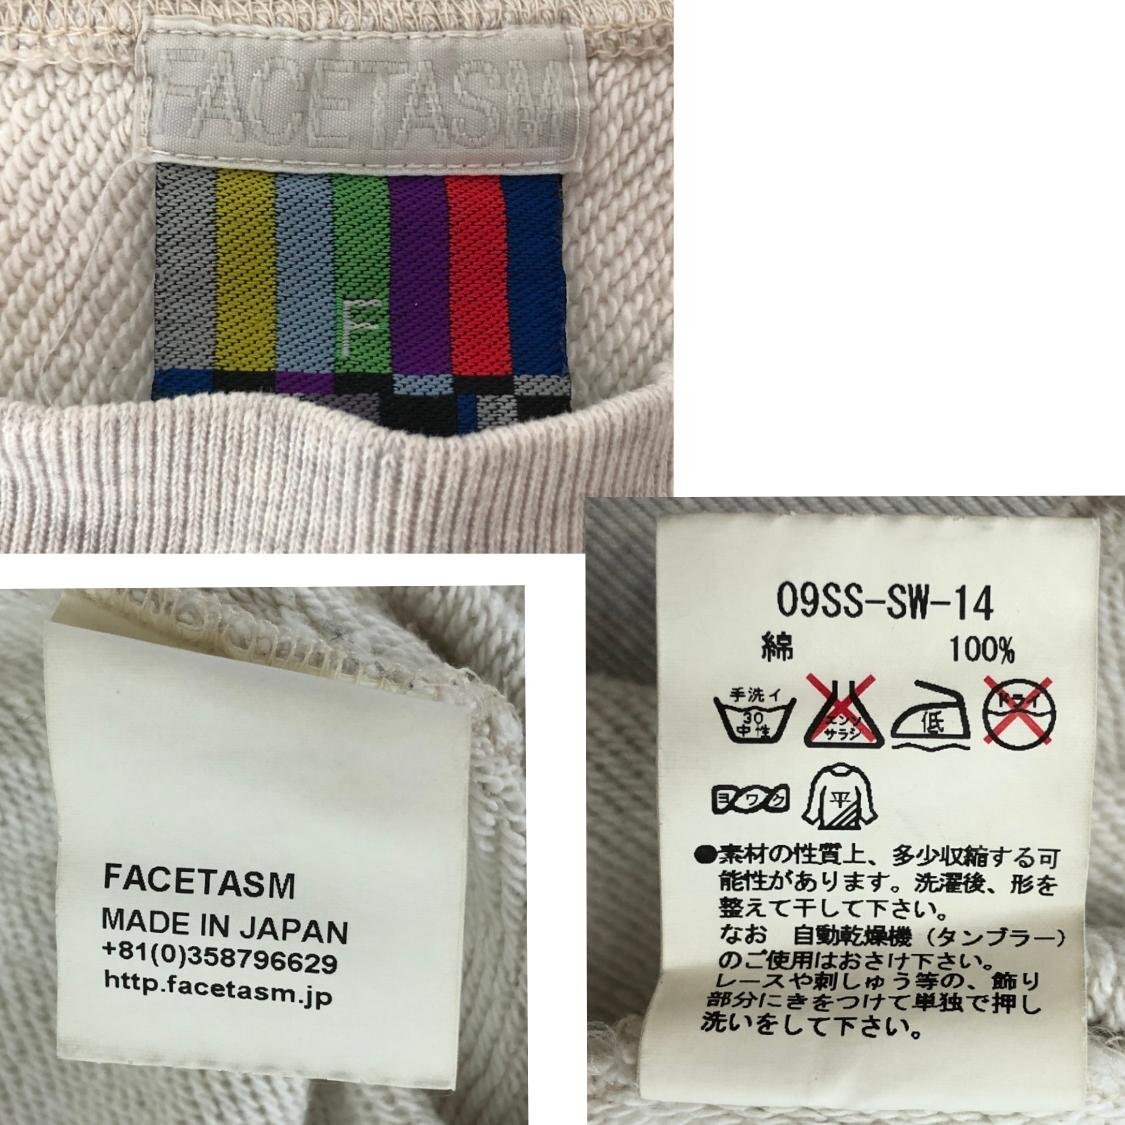 FACETASM
F
FACETASM
MADE IN JAPAN
+81(0)358796629
http.facetasm.jp
09SS-SW-14
綿 100%
手洗イ
30
中性
エンソ
サラシ
低
ドライ
ヨワク
平
●素材の性質上、多少収縮する可
能性があります。洗濯後、形を
整えて干して下さい。
なお 自動乾燥機(タンブラー)
のご使用はおさけ下さい。
レースや刺しゅう等の、飾り
部分にきをつけて単独で押し
洗いをして下さい。